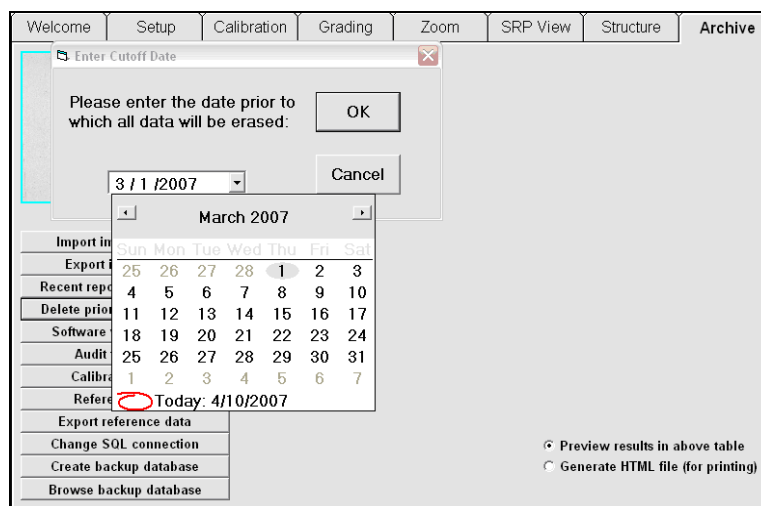 Welcome Setup Calibration Grading Zoom SRP View Structure Archive
Enter Cutoff Date
Please enter the date prior to
which all data will be erased:
OK
Cancel
3 / 1 /2007
March 2007
Sun Mon Tue Wed Thu Fri Sat
25 26 27 28 1 2 3
4 5 6 7 8 9 10
11 12 13 14 15 16 17
18 19 20 21 22 23 24
25 26 27 28 29 30 31
1 2 3 4 5 6 7
Today: 4/10/2007
Import
Export
Recent
Delete
Software
Audit
Export reference data
Change SQL connection
Create backup database
Browse backup database
Preview results in above table
Generate HTML file (for printing)